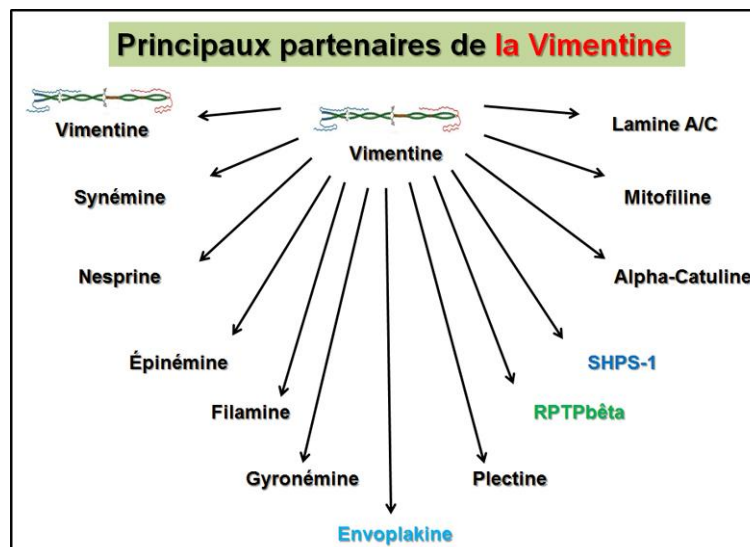 Principaux partenaires de la Vimentine
Vimentine
Vimentine
Lamine A/C
Synémine
Mitofiline
Nesprine
Alpha-Catuline
Épinémine
SHPS-1
Filamine
RPTPbêta
Gyronémine
Plectine
Envoplakine